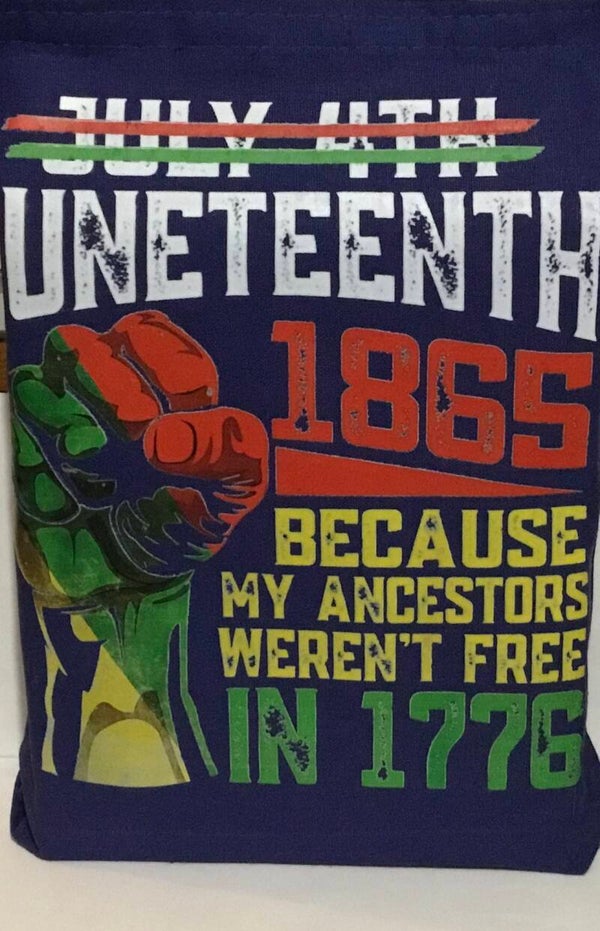 JULY 4TH
UNETEENTH
1865
BECAUSE
MY ANCESTORS
WEREN'T FREE
IN 1776